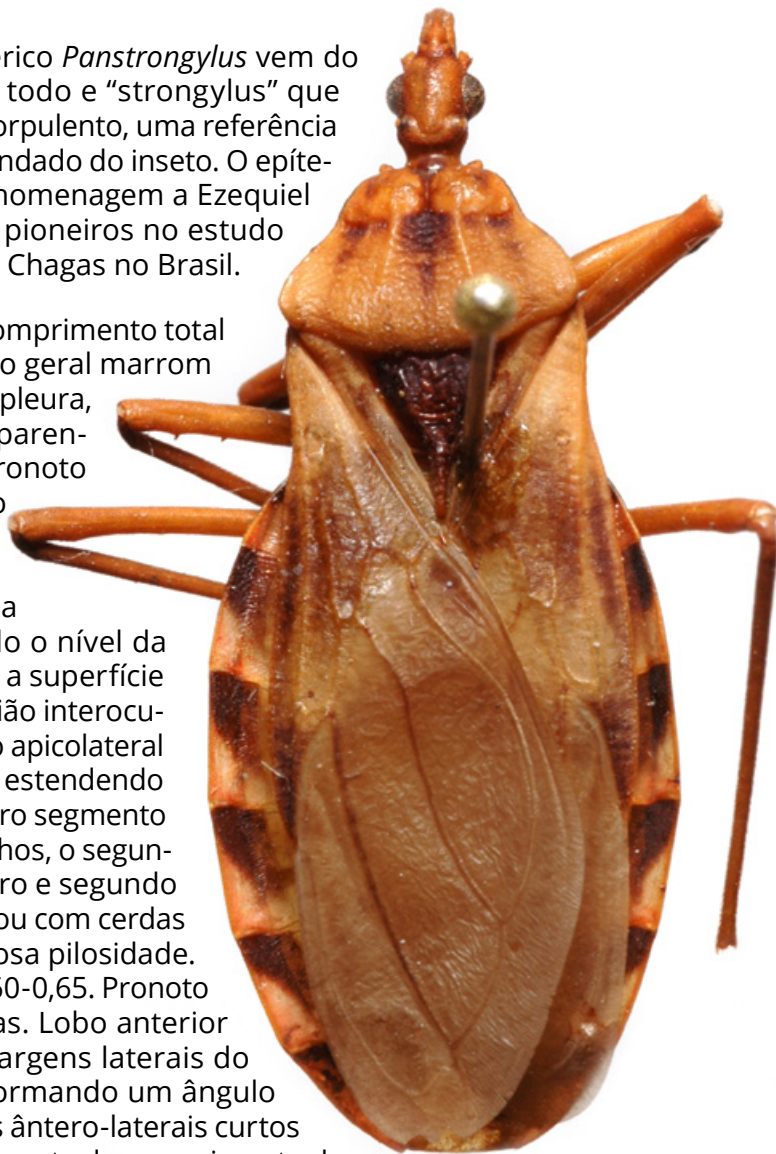 érico Panstrongylus vem do
todo e “strongylus” que
orpulento, uma referência
ndado do inseto. O epíte-
homenagem a Ezequiel
pioneiros no estudo
Chagas no Brasil.
omprimento total
o geral marrom
pleura,
paren-
ronoto
o
a
lo o nível da
a superfície
ião interocu-
o apicolateral
estendendo
ro segmento
hos, o segun-
ro e segundo
ou com cerdas
osa pilosidade.
60-0,65. Pronoto
as. Lobo anterior
argens laterais do
ormando um ângulo
s ântero-laterais curtos